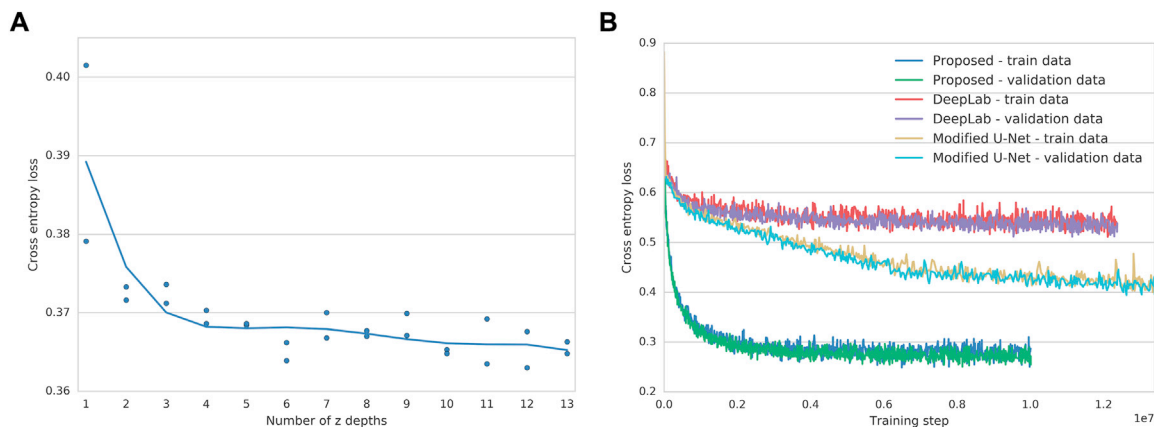 A
Cross entropy loss
0.40
0.39
0.38
0.37
0.36
1 2 3 4 5 6 7 8 9 10 11 12 13
Number of z depths
B
Cross entropy loss
0.9
0.8
0.7
0.6
0.5
0.4
0.3
0.2
Proposed - train data
Proposed - validation data
DeepLab - train data
DeepLab - validation data
Modified U-Net - train data
Modified U-Net - validation data
0.0 0.2 0.4 0.6 0.8 1.0 1.2
1e7
Training step